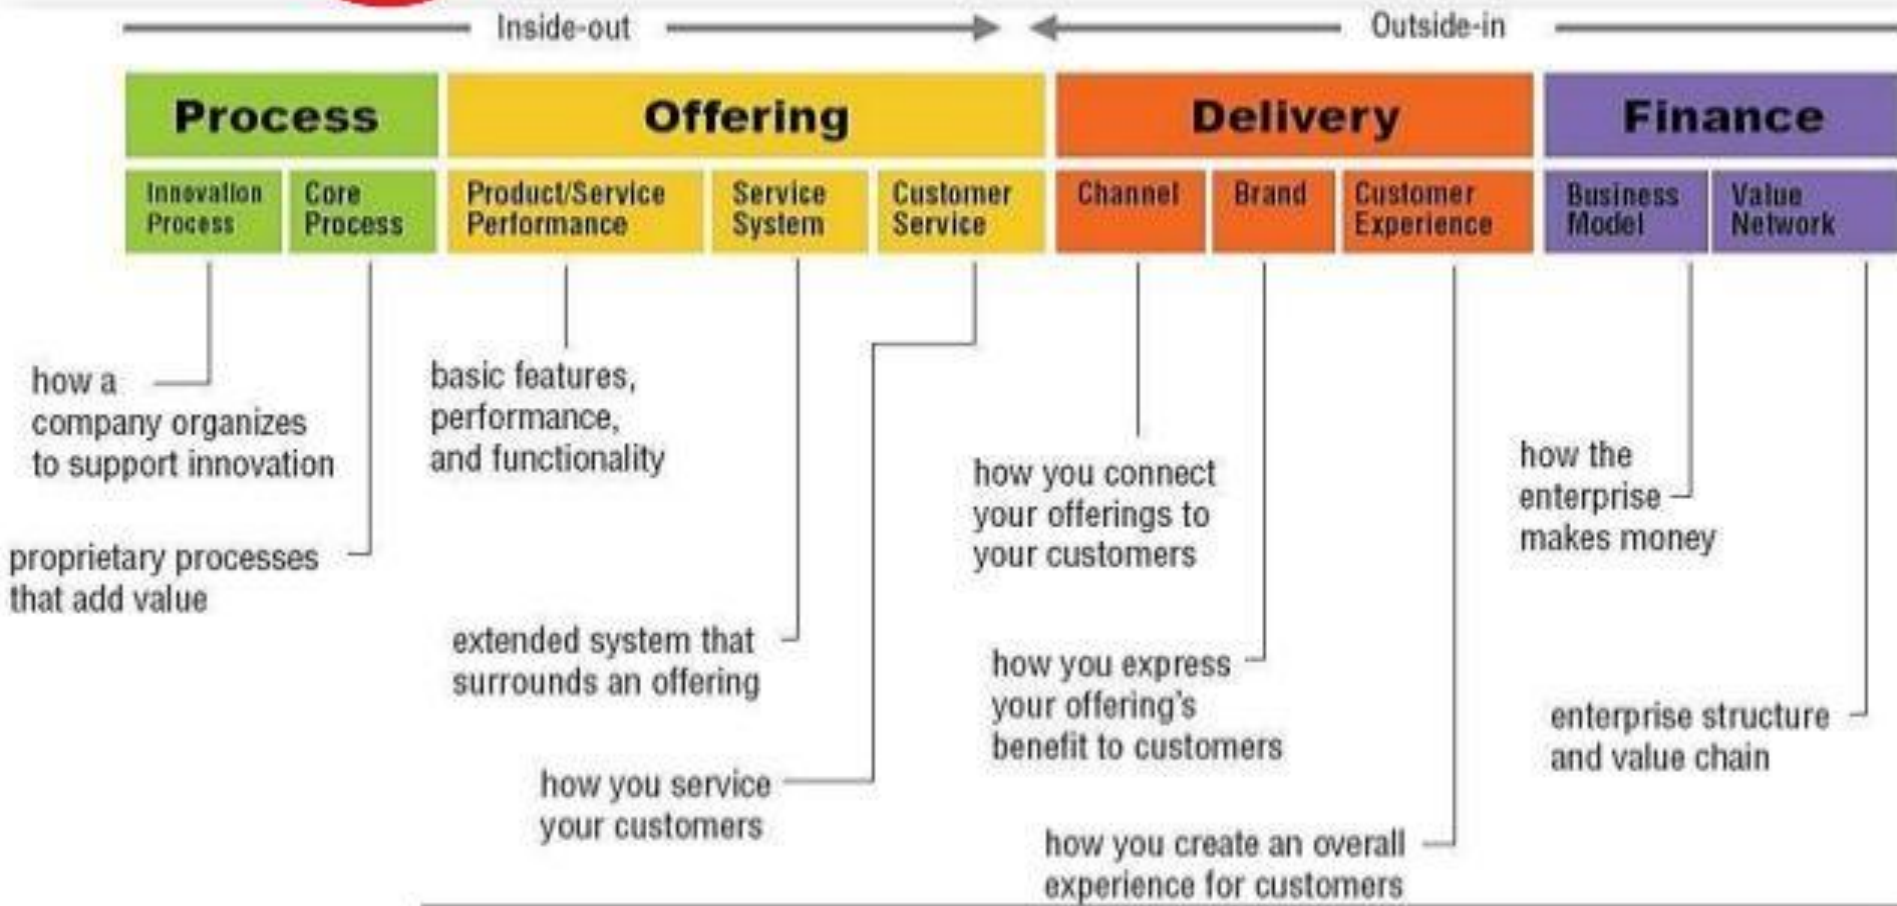 Inside-out
Outside-in
Process
Offering
Delivery
Finance
Innovation
Process
Core
Process
Product/Service
Performance
Service
System
Customer
Service
Channel
Brand
Customer
Experience
Business
Model
Value
Network
how a
company organizes
to support innovation
proprietary processes
that add value
basic features,
performance,
and functionality
extended system that
surrounds an offering
how you service
your customers
how you connect
your offerings to
your customers
how you express
your offering's
benefit to customers
how you create an overall
experience for customers
how the
enterprise
makes money
enterprise structure
and value chain